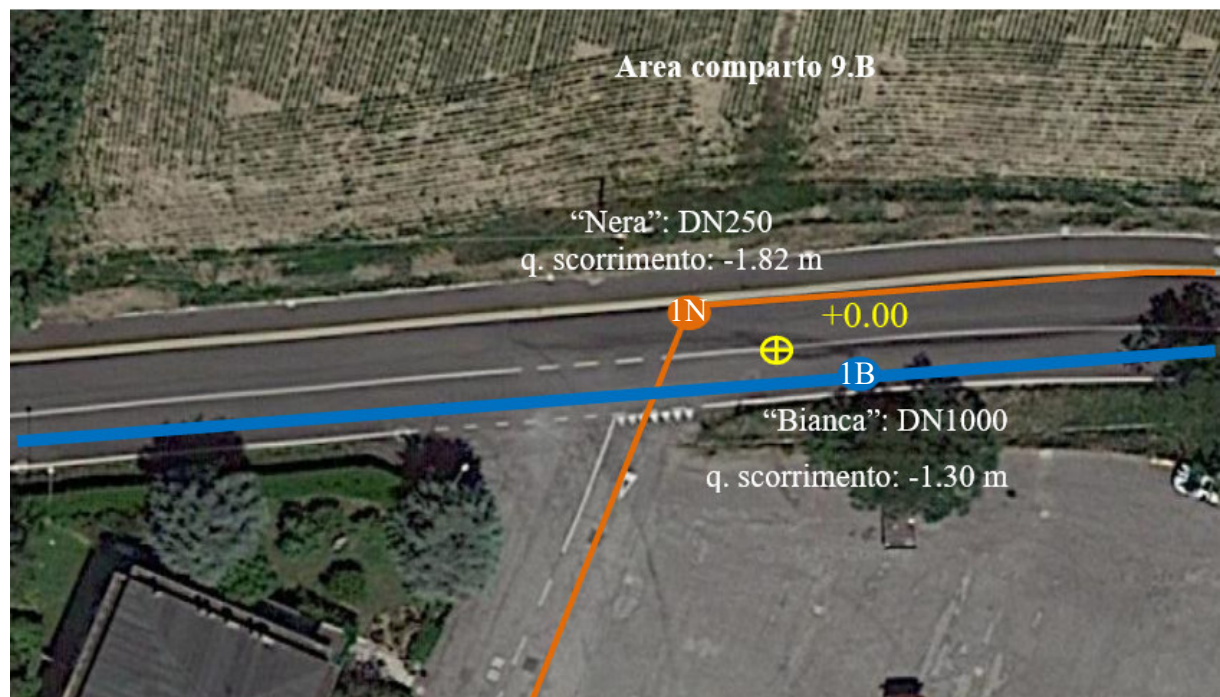 Area comparto 9.B
“Nera”: DN250
q. scorrimento: -1.82 m
1N
+0.00
1B
“Bianca”: DN1000
q. scorrimento: -1.30 m